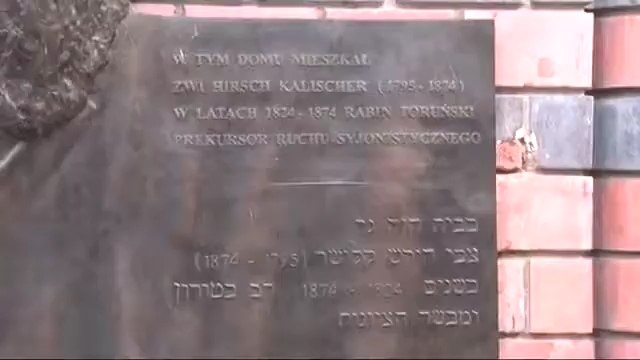 W TYM DOMU MIESZKAŁ
ZWI HIRSCH KALISCHER (1795-1874)
W LATACH 1824-1874 RABIN TORUŃSKI
PREKURSOR RUCHU SYJONISTYCZNEGO
בבית הזה גר
צבי הירש קלישר (1795 - 1874)
בשנים 1824 - 1874 רב בטורון
ומבשר הציונות